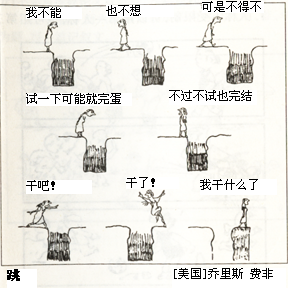 我不能
也不想
可是不得不
试一下可能就完蛋
不过不试也完结
干吧!
干了!
我干什么了
跳
[美国]乔里斯 费非